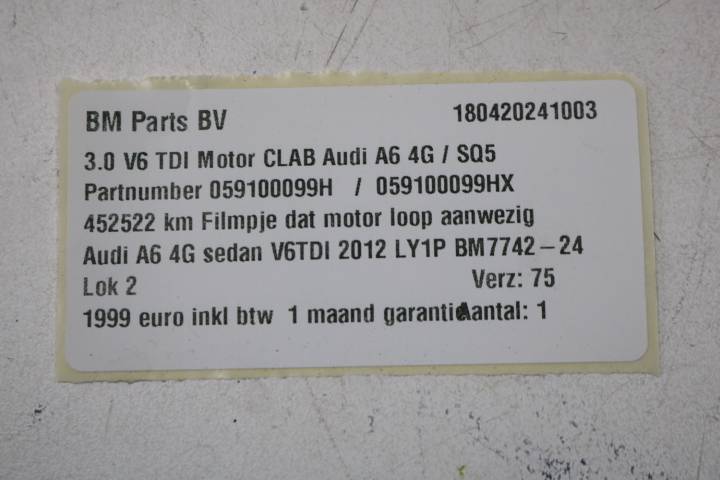 BM Parts BV 180420241003
3.0 V6 TDI Motor CLAB Audi A6 4G / SQ5
Partnumber 059100099H / 059100099HX
452522 km Filmpje dat motor loop aanwezig
Audi A6 4G sedan V6TDI 2012 LY1P BM7742-24
Lok 2 Verz: 75
1999 euro inkl btw 1 maand garantie Aantal: 1